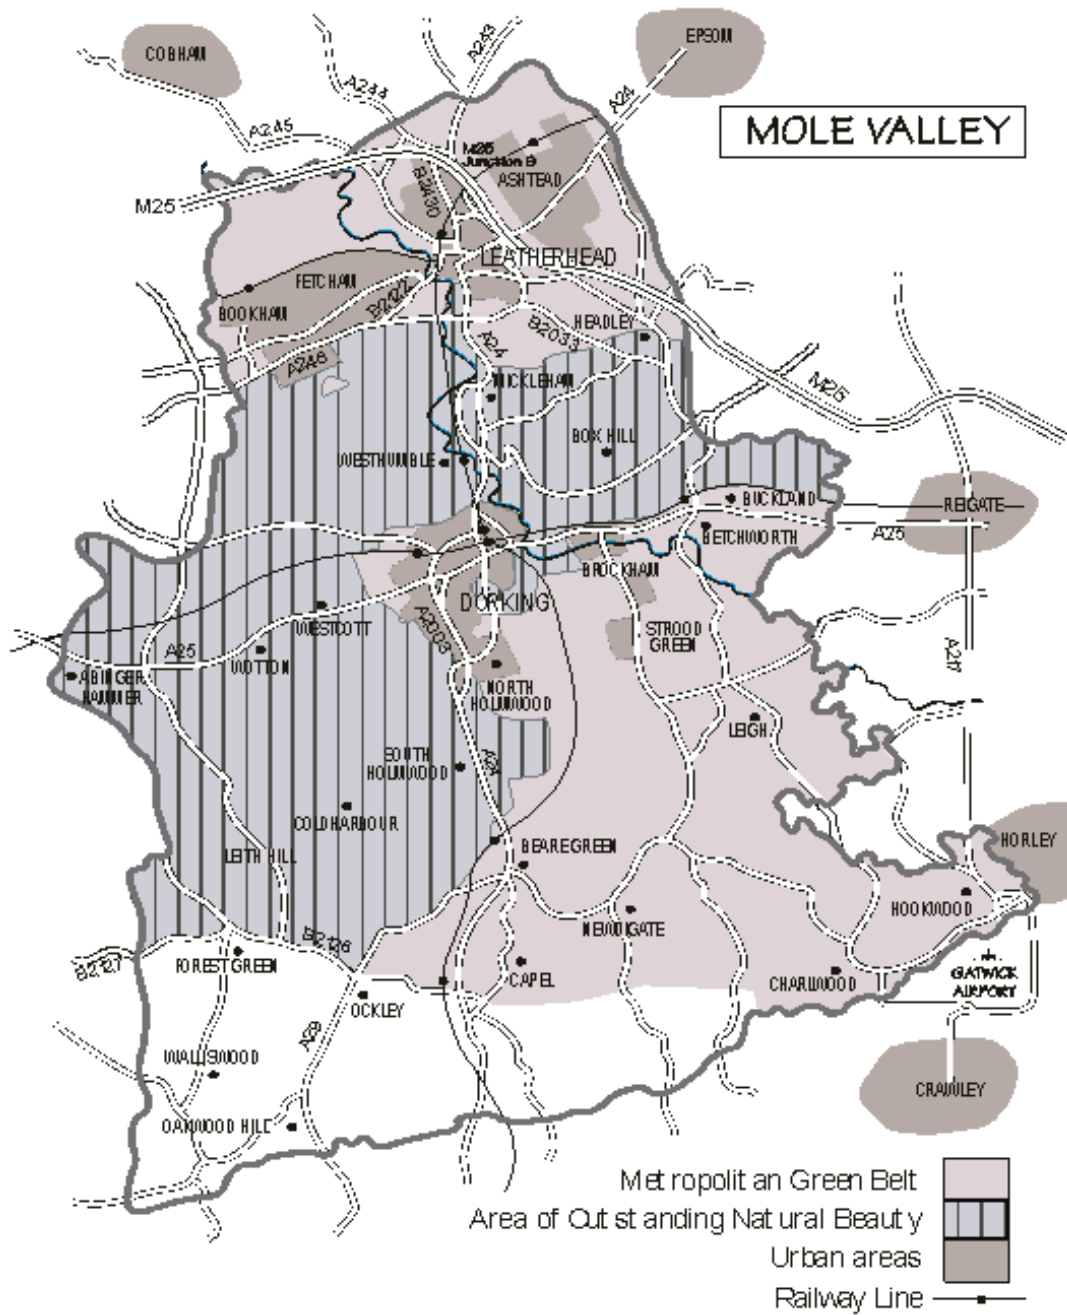 COBHAM
EPSOM
A243
A244
A24
A245
MOLE VALLEY
M25
Junction 9
ASHTEAD
B2430
M25
LEATHERHEAD
FETCHAM
B2122
BOOKHAM
HEADLEY
B2033
A24
A246
MICKLEHAM
M25
BOX HILL
WESTHUMBLE
BUCKLAND
REIGATE
BETCHWORTH
A25
BROCKHAM
DORKING
WESTCOTT
A2003
STROOD
GREEN
A25
WOTTON
A217
ABINGER
HAMMER
NORTH
HOLMWOOD
LEIGH
SOUTH
HOLMWOOD
A24
COLDHARBOUR
LEITH HILL
BEARE GREEN
HORLEY
HOOKWOOD
NEWDIGATE
B2126
FOREST GREEN
B2127
CAPEL
CHARLWOOD
GATWICK
AIRPORT
OCKLEY
A29
WALLISWOOD
CRAWLEY
OAKWOOD HILL
Metropolitan Green Belt
Area of Outstanding Natural Beauty
Urban areas
Railway Line